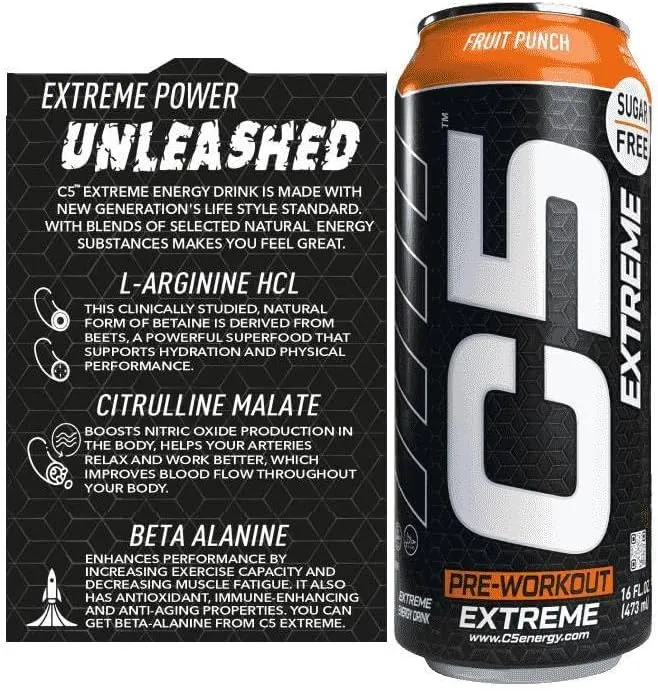 EXTREME POWER
UNLEASHED
C5™ EXTREME ENERGY DRINK IS MADE WITH
NEW GENERATION'S LIFE STYLE STANDARD.
WITH BLENDS OF SELECTED NATURAL ENERGY
SUBSTANCES MAKES YOU FEEL GREAT.
L-ARGININE HCL
THIS CLINICALLY STUDIED, NATURAL
FORM OF BETAINE IS DERIVED FROM
BEETS, A POWERFUL SUPERFOOD THAT
SUPPORTS HYDRATION AND PHYSICAL
PERFORMANCE.
CITRULLINE MALATE
BOOSTS NITRIC OXIDE PRODUCTION IN
THE BODY, HELPS YOUR ARTERIES
RELAX AND WORK BETTER, WHICH
IMPROVES BLOOD FLOW THROUGHOUT
YOUR BODY.
BETA ALANINE
ENHANCES PERFORMANCE BY
INCREASING EXERCISE CAPACITY AND
DECREASING MUSCLE FATIGUE. IT ALSO
HAS ANTIOXIDANT, IMMUNE-ENHANCING
AND ANTI-AGING PROPERTIES. YOU CAN
GET BETA-ALANINE FROM C5 EXTREME.
FRUIT PUNCH
SUGAR
FREE
C5™
EXTREME
PRE-WORKOUT
EXTREME
www.C5energy.com
EXTREME
ENERGY DRINK
16 FL.OZ
(473 ml)